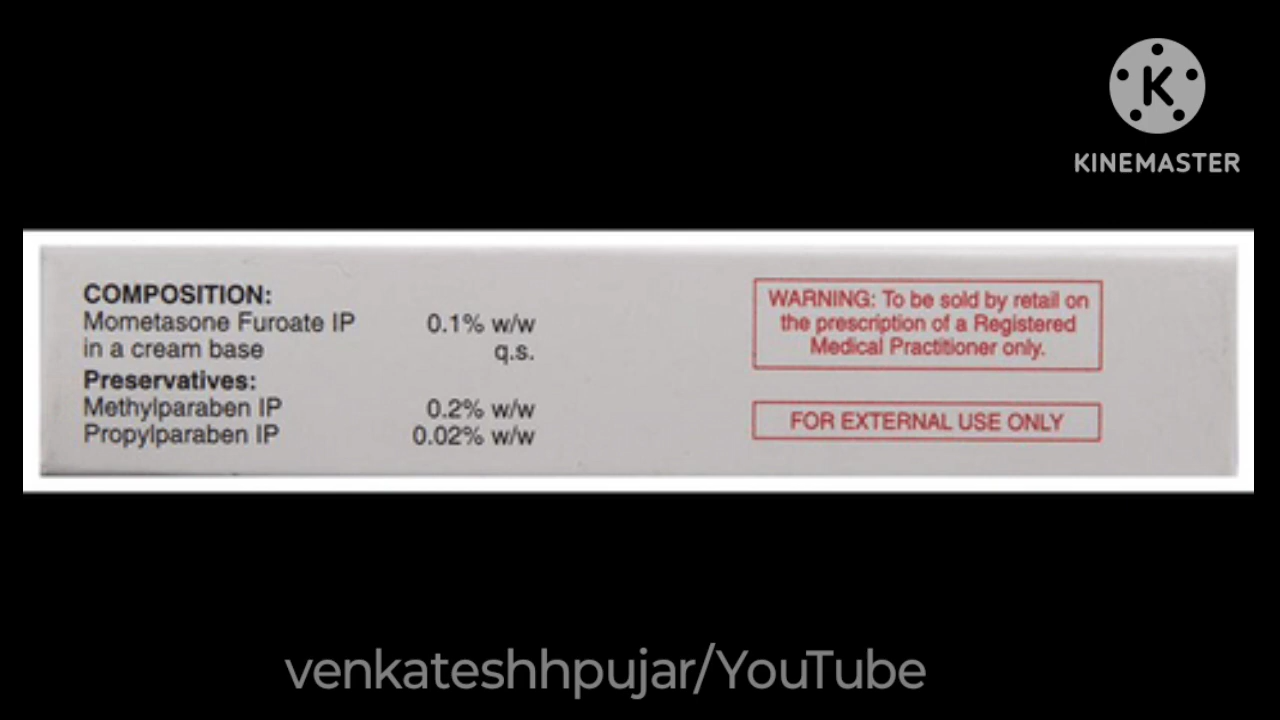 KINEMASTER
COMPOSITION:
Mometasone Furoate IP 0.1% w/w
in a cream base q.s.
Preservatives:
Methylparaben IP 0.2% w/w
Propylparaben IP 0.02% w/w
WARNING: To be sold by retail on
the prescription of a Registered
Medical Practitioner only.
FOR EXTERNAL USE ONLY
venkateshhpujar/YouTube